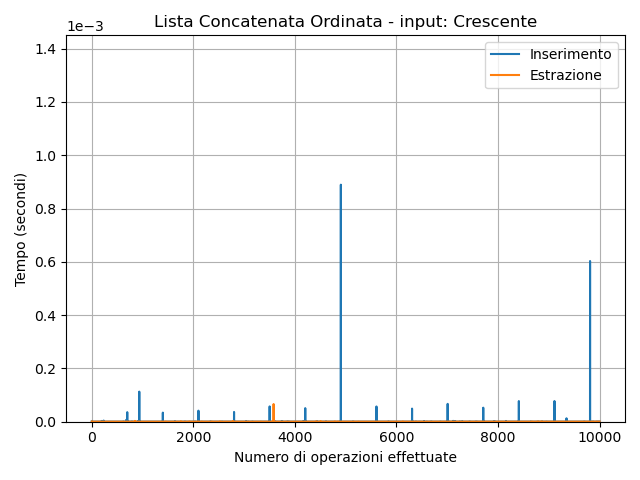 Lista Concatenata Ordinata - input: Crescente
1e−3
1.4
1.2
1.0
0.8
0.6
0.4
0.2
0.0
Tempo (secondi)
Inserimento
Estrazione
0 2000 4000 6000 8000 10000
Numero di operazioni effettuate